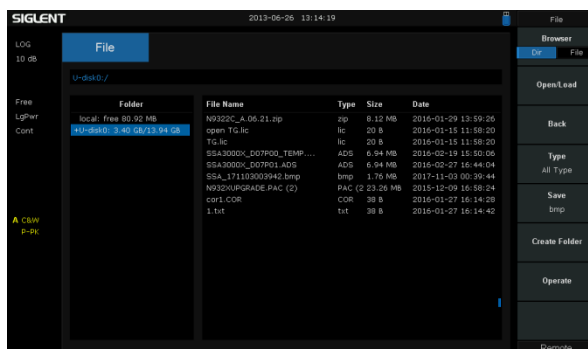 SIGLENT
2013-06-26 13:14:19
File
LOG
10 dB
File
Browser
Dir File
U-disk0:/
Open/Load
Free
LgPwr
Cont
Folder
local: free 80.92 MB
+U-disk0: 3.40 GB/13.94 GB
File Name Type Size Date
N9322C_A.06.21.zip zip 8.12 MB 2016-01-29 13:59:26
open TG.lic lic 20 B 2016-01-15 11:58:20
TG.lic lic 20 B 2016-01-15 11:58:20
SSA3000X_D07P00_TEMP.... ADS 6.94 MB 2016-02-19 15:50:06
SSA3000X_D07P01.ADS ADS 6.94 MB 2016-02-27 16:44:04
SSA_171103003942.bmp bmp 1.76 MB 2017-11-03 00:39:44
N932XUPGRADE.PAC (2) PAC (2 23.26 MB 2015-12-09 16:58:24
cor1.COR COR 38 B 2016-01-27 16:14:28
1.txt txt 38 B 2016-01-27 16:14:42
Back
Type
All Type
Save
bmp
A C&W
P-PK
Create Folder
Operate
Remote